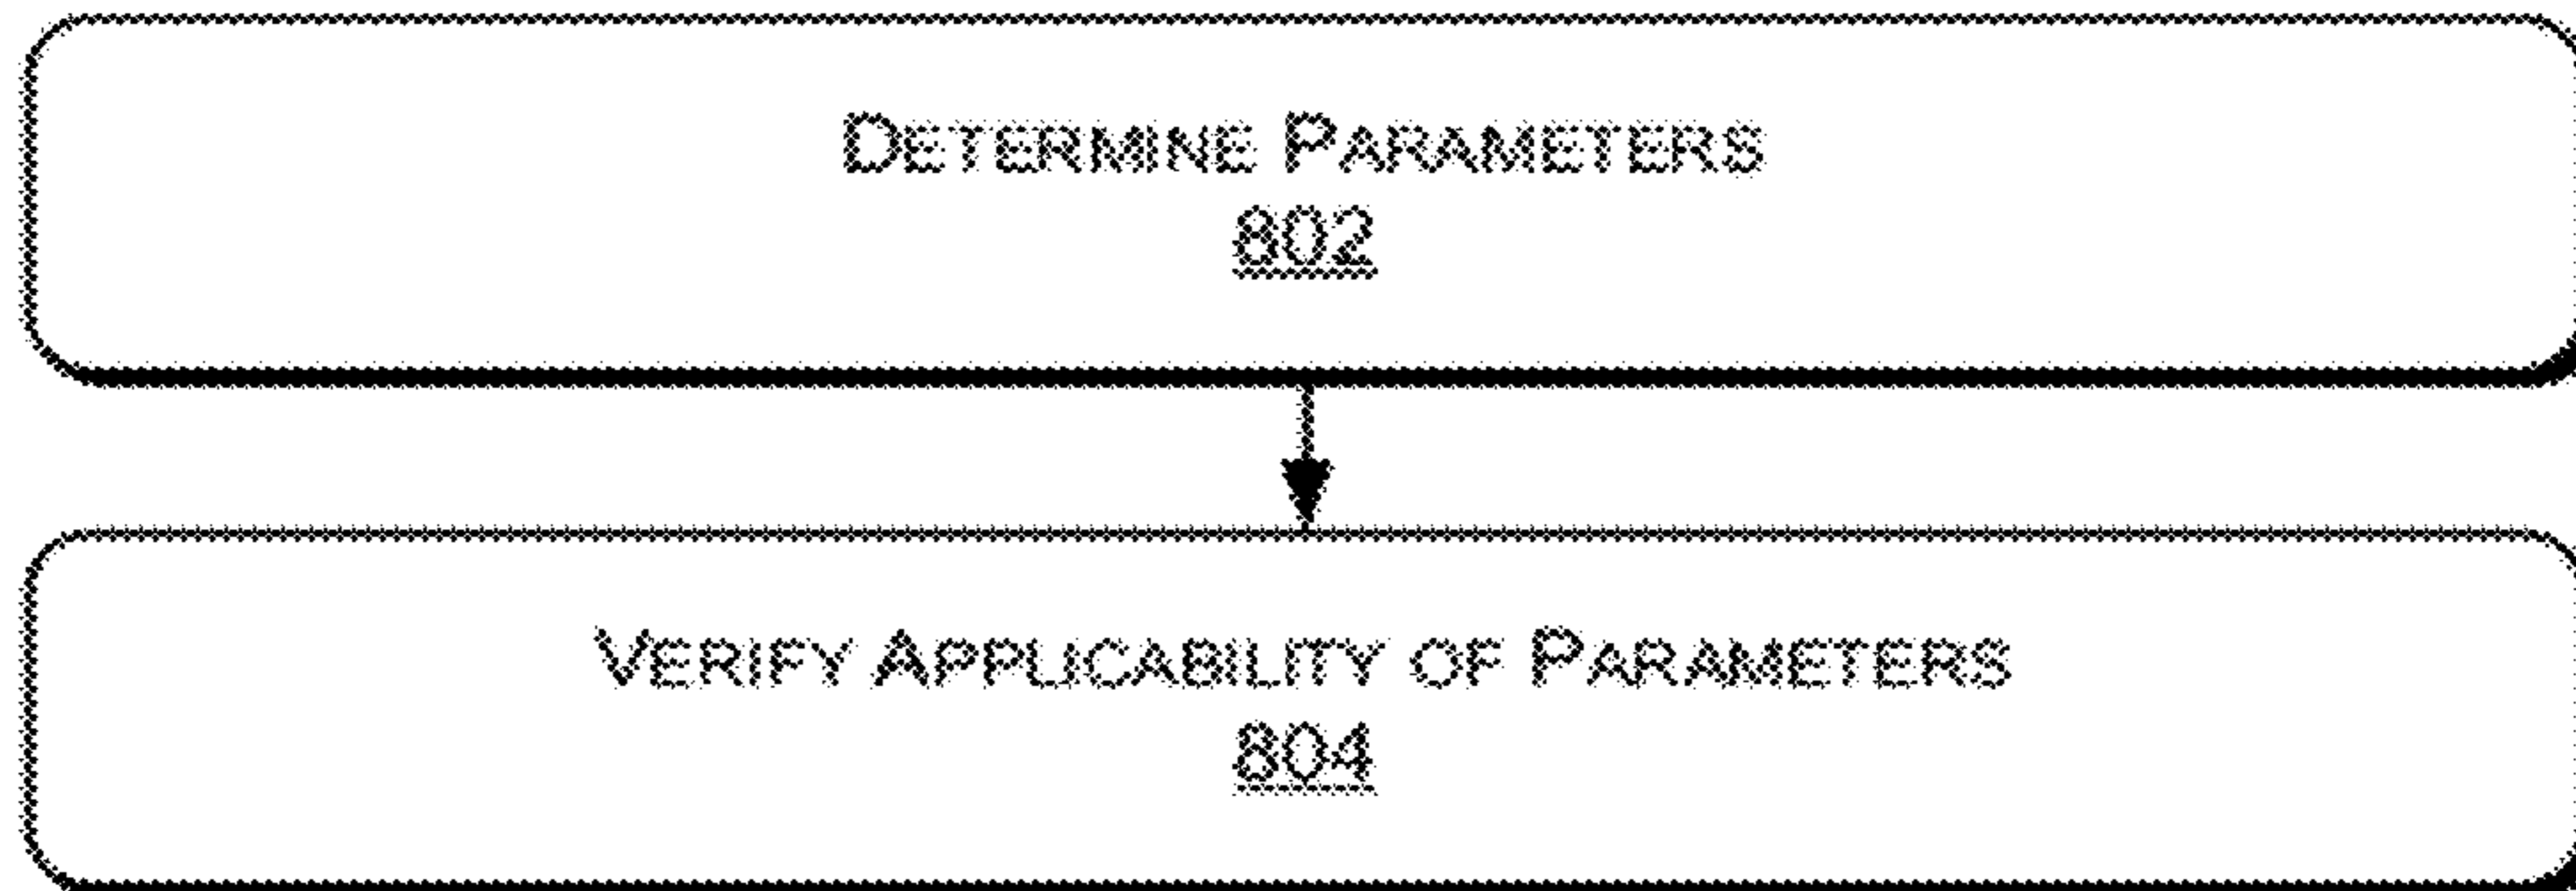 DETERMINE PARAMETERS
802
VERIFY APPLICABILITY OF PARAMETERS
804